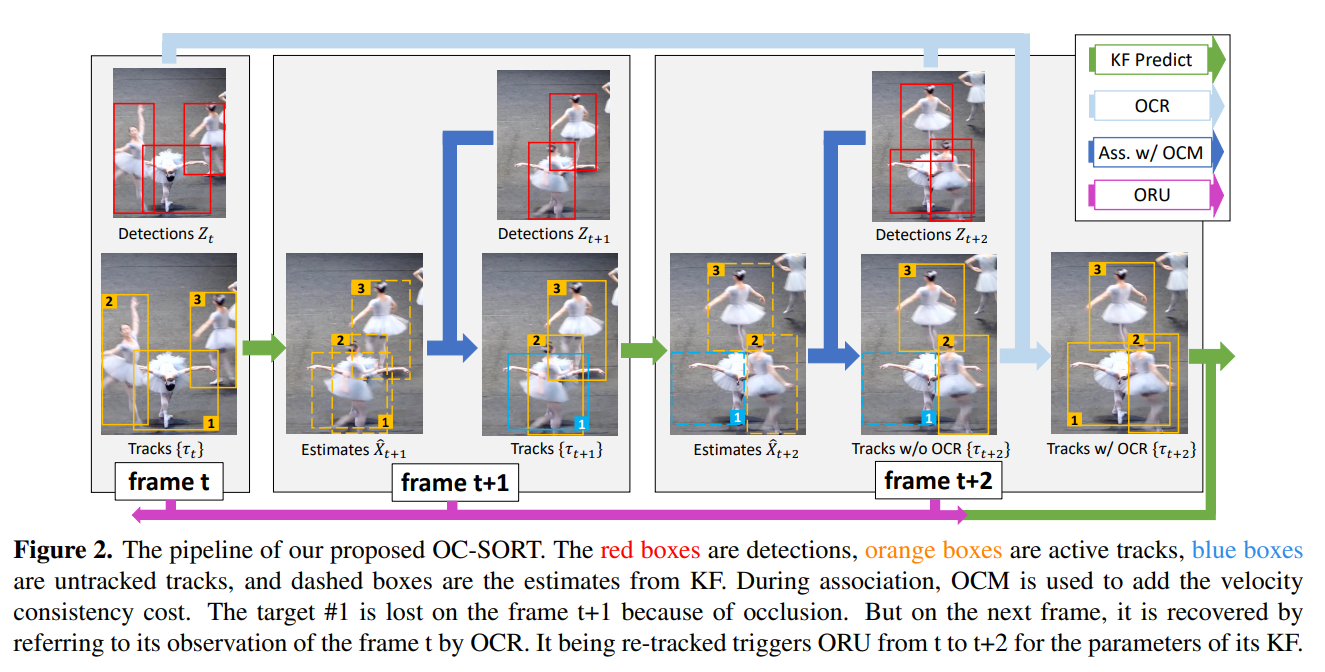 KF Predict
OCR
Ass. w/ OCM
ORU
Detections Z_t
Detections Z_{t+1}
Detections Z_{t+2}
2
3
1
3
2
1
3
2
1
3
2
1
3
2
1
3
2
1
Tracks {τ_t}
Estimates X̂_{t+1}
Tracks {τ_{t+1}}
Estimates X̂_{t+2}
Tracks w/o OCR {τ_{t+2}}
Tracks w/ OCR {τ_{t+2}}
frame t
frame t+1
frame t+2
Figure 2. The pipeline of our proposed OC-SORT. The red boxes are detections, orange boxes are active tracks, blue boxes
are untracked tracks, and dashed boxes are the estimates from KF. During association, OCM is used to add the velocity
consistency cost. The target #1 is lost on the frame t+1 because of occlusion. But on the next frame, it is recovered by
referring to its observation of the frame t by OCR. It being re-tracked triggers ORU from t to t+2 for the parameters of its KF.